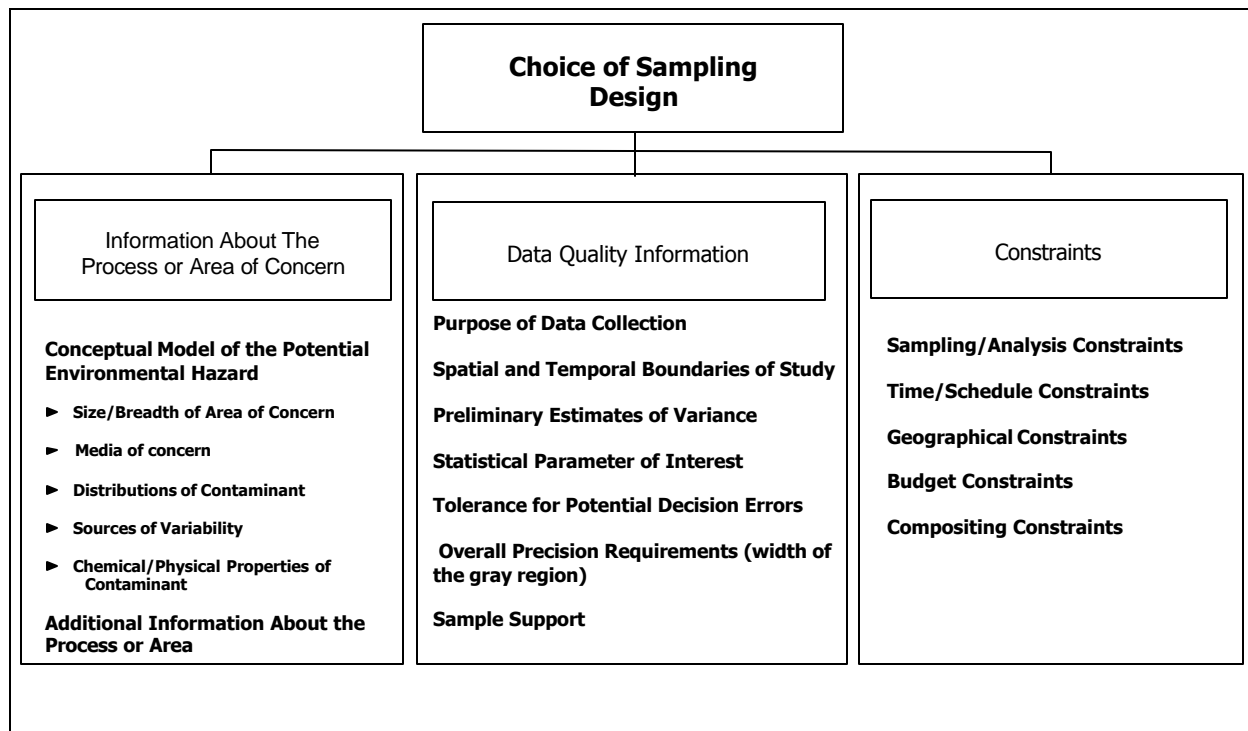 Choice of Sampling
Design
Information About The
Process or Area of Concern
Conceptual Model of the Potential
Environmental Hazard
► Size/Breadth of Area of Concern
► Media of concern
► Distributions of Contaminant
► Sources of Variability
► Chemical/Physical Properties of
Contaminant
Additional Information About the
Process or Area
Data Quality Information
Purpose of Data Collection
Spatial and Temporal Boundaries of Study
Preliminary Estimates of Variance
Statistical Parameter of Interest
Tolerance for Potential Decision Errors
Overall Precision Requirements (width of
the gray region)
Sample Support
Constraints
Sampling/Analysis Constraints
Time/Schedule Constraints
Geographical Constraints
Budget Constraints
Compositing Constraints